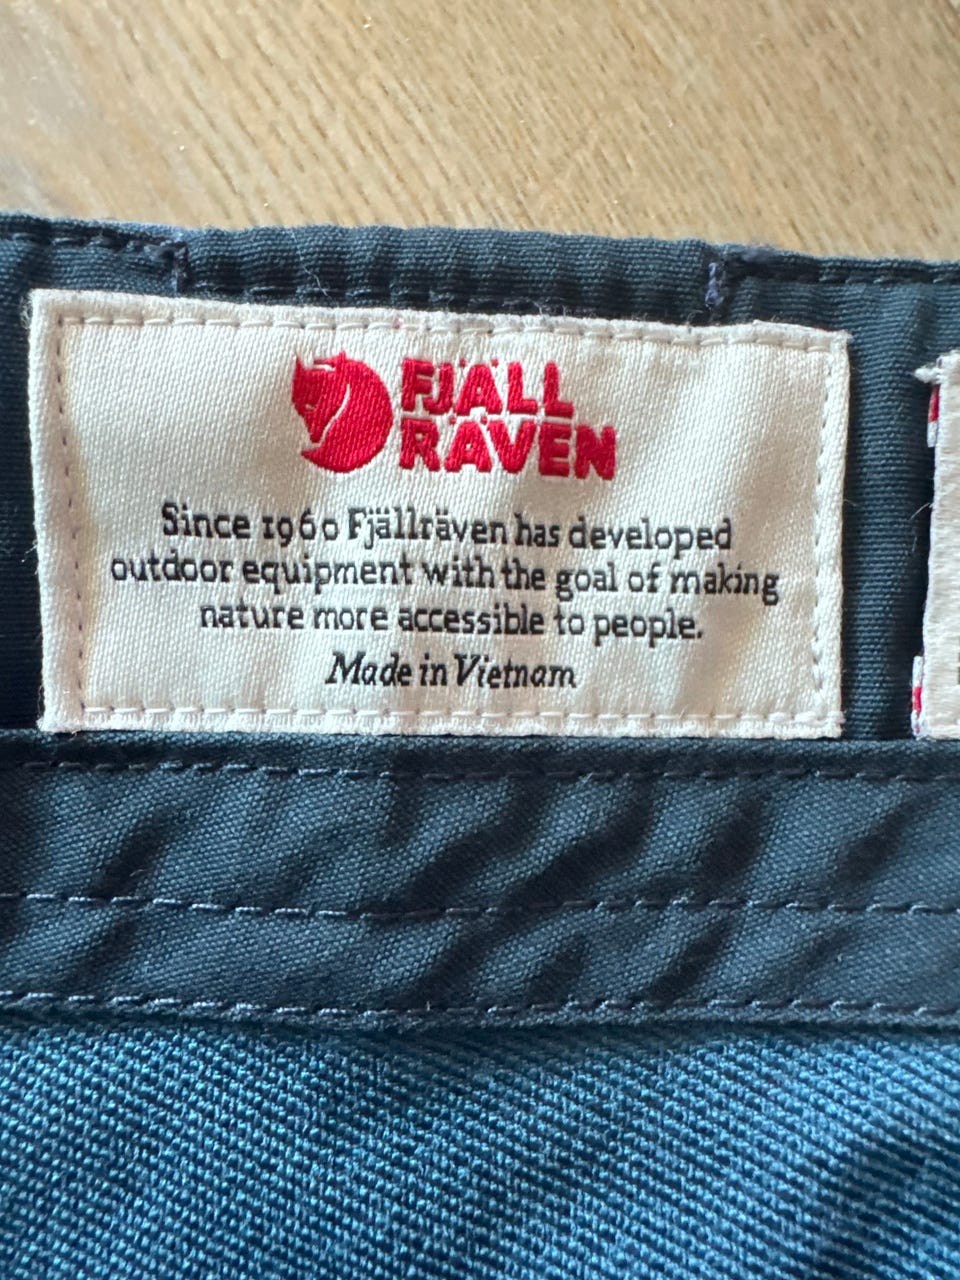 FJÄLL
RÄVEN
Since 1960 Fjällräven has developed
outdoor equipment with the goal of making
nature more accessible to people.
Made in Vietnam